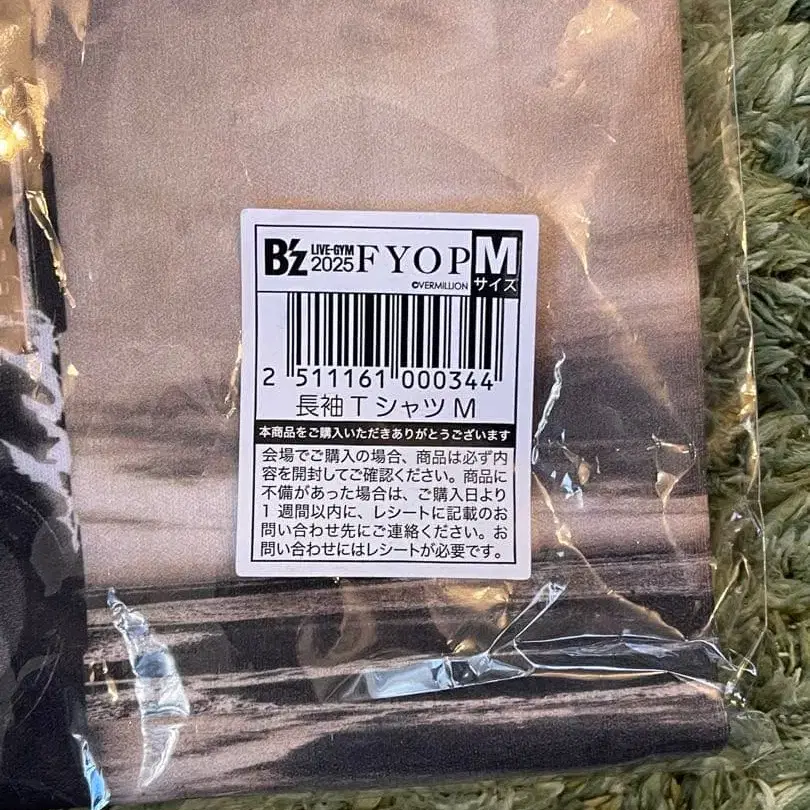 B'z LIVE-GYM 2025 FYOP M サイズ
©VERMILLION
2 511161 000344
長袖TシャツM
本商品をご購入いただきありがとうございます
会場でご購入の場合、商品は必ず内
容を開封してご確認ください。商品に
不備があった場合は、ご購入日より
1週間以内に、レシートに記載のお
問い合わせ先にご連絡ください。お
問い合わせにはレシートが必要です。